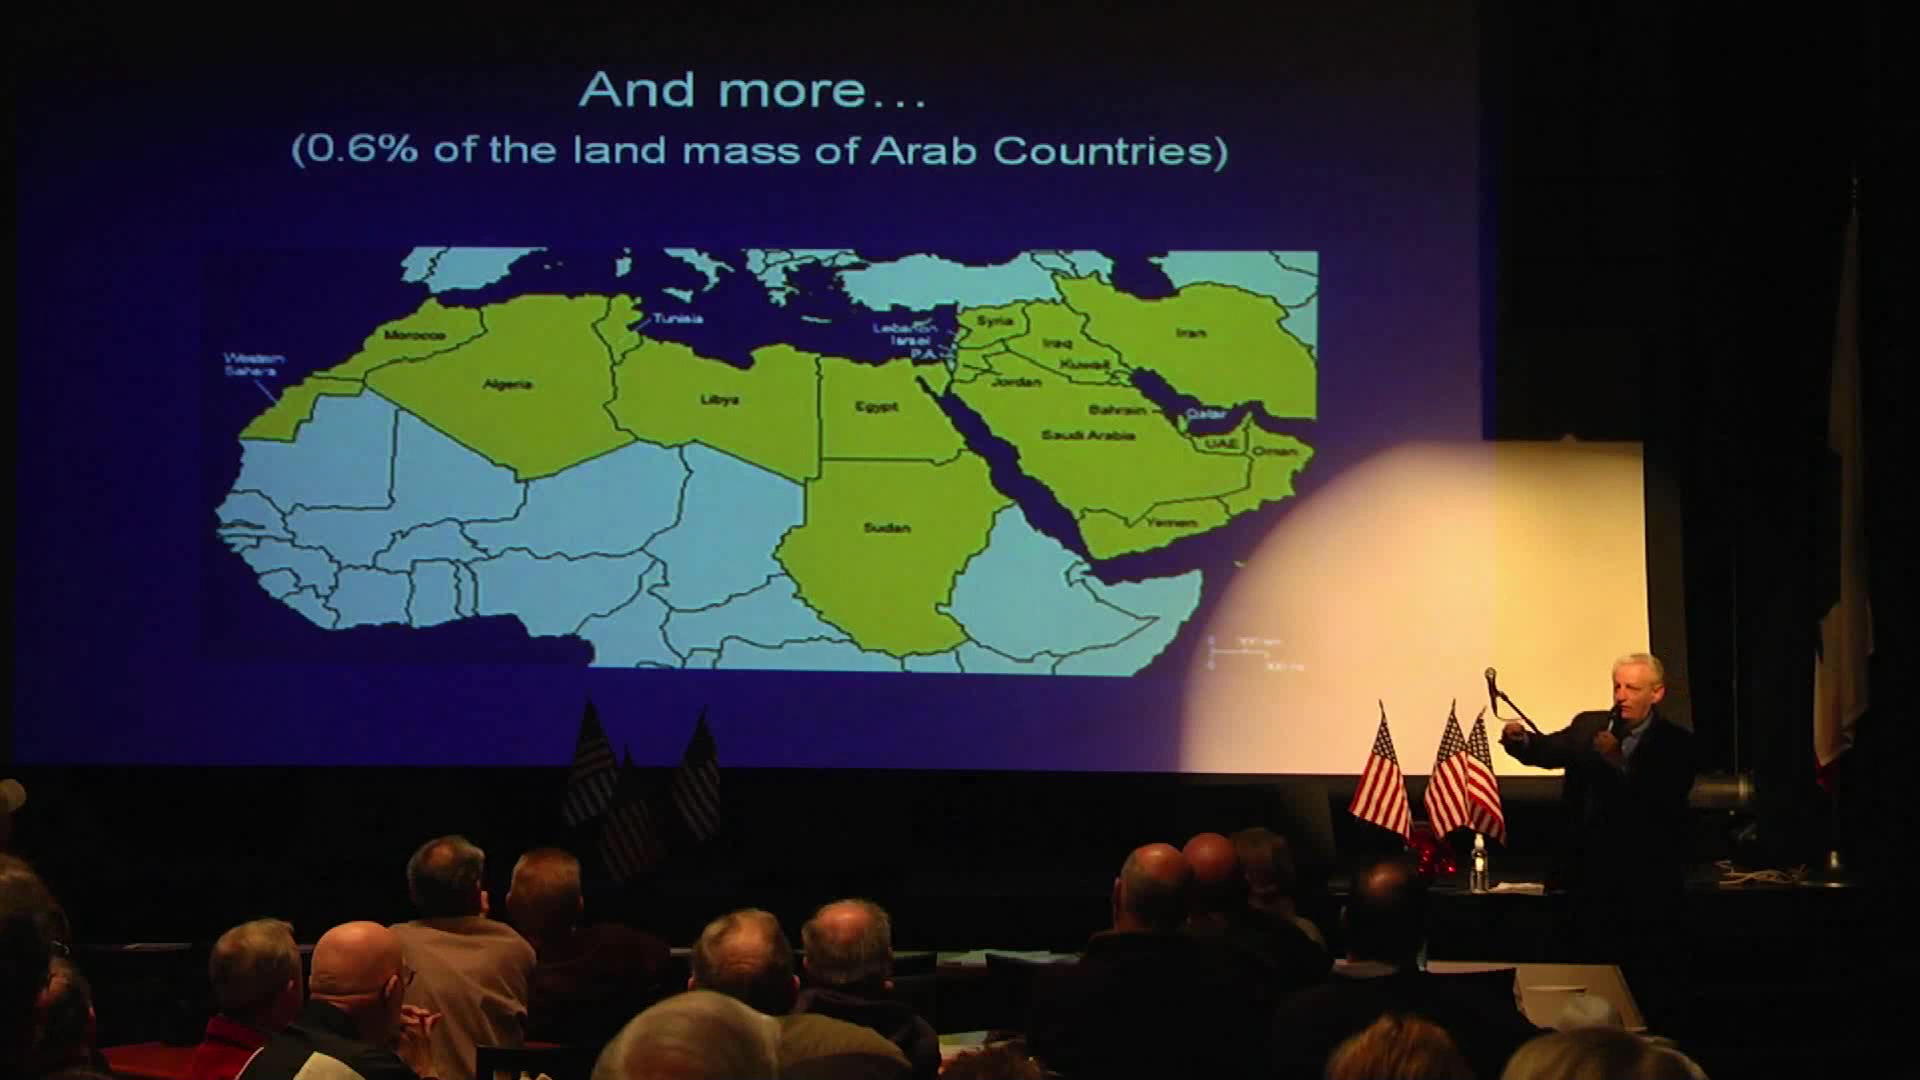 And more...
(0.6% of the land mass of Arab Countries)
Tunisia
Morocco
Western
Sahara
Algeria
Libya
Egypt
Sudan
Lebanon
Israel
P.A.
Syria
Iraq
Iran
Kuwait
Jordan
Bahrain
Qatar
Saudi Arabia
UAE
Oman
Yemen